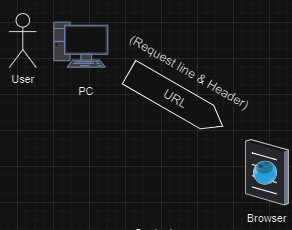 (Request line & Header)
URL
User
PC
Browser